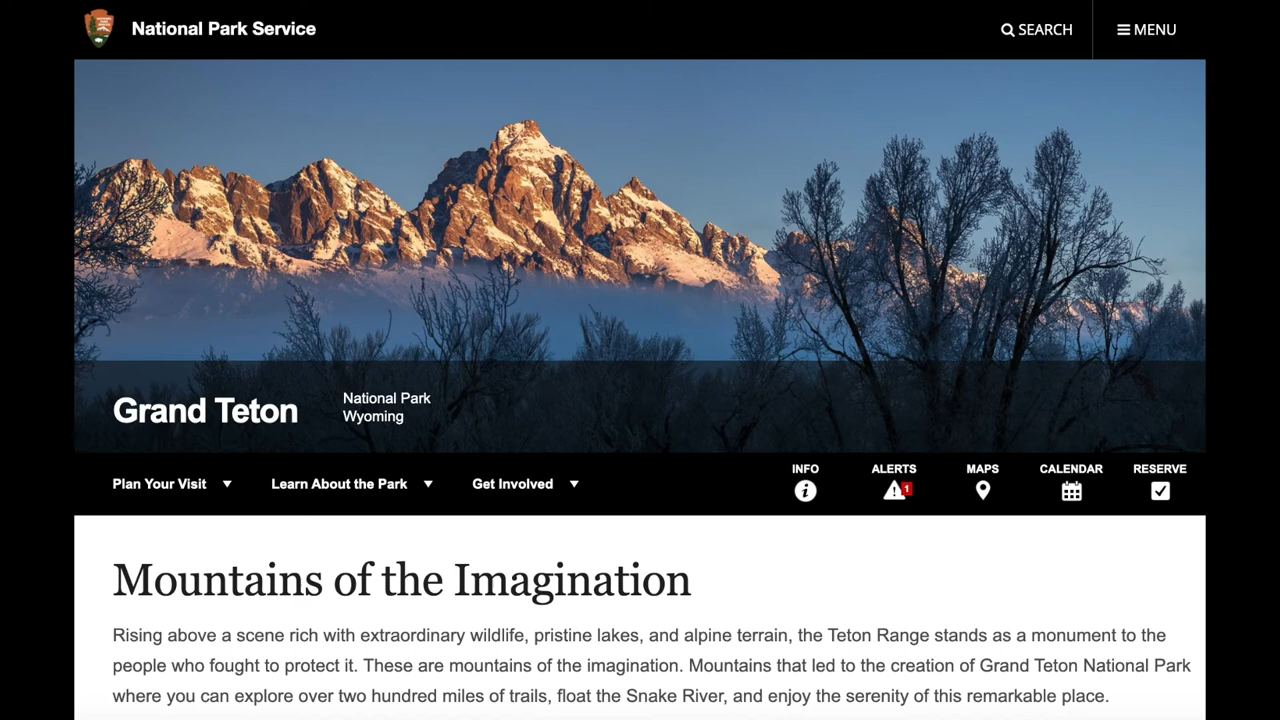 National Park Service
SEARCH
MENU
Grand Teton
National Park
Wyoming
Plan Your Visit
Learn About the Park
Get Involved
INFO
ALERTS
1
MAPS
CALENDAR
RESERVE
Mountains of the Imagination
Rising above a scene rich with extraordinary wildlife, pristine lakes, and alpine terrain, the Teton Range stands as a monument to the
people who fought to protect it. These are mountains of the imagination. Mountains that led to the creation of Grand Teton National Park
where you can explore over two hundred miles of trails, float the Snake River, and enjoy the serenity of this remarkable place.